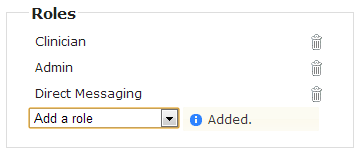 Roles
Clinician
Admin
Direct Messaging
Add a role Added.